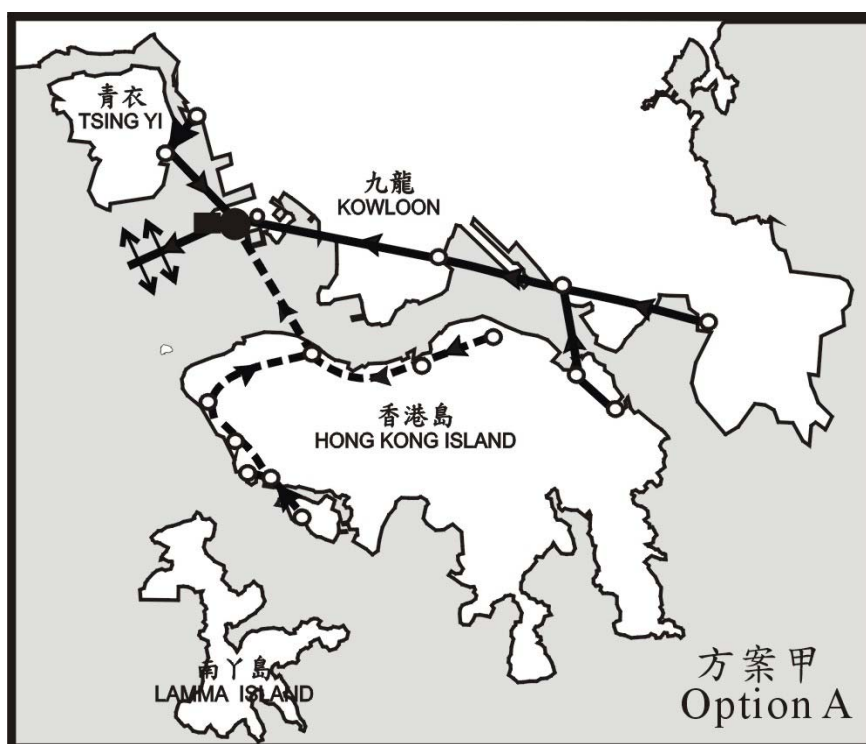 青衣
TSING YI
九龍
KOWLOON
香港島
HONG KONG ISLAND
南丫島
LAMMA ISLAND
方案甲
Option A